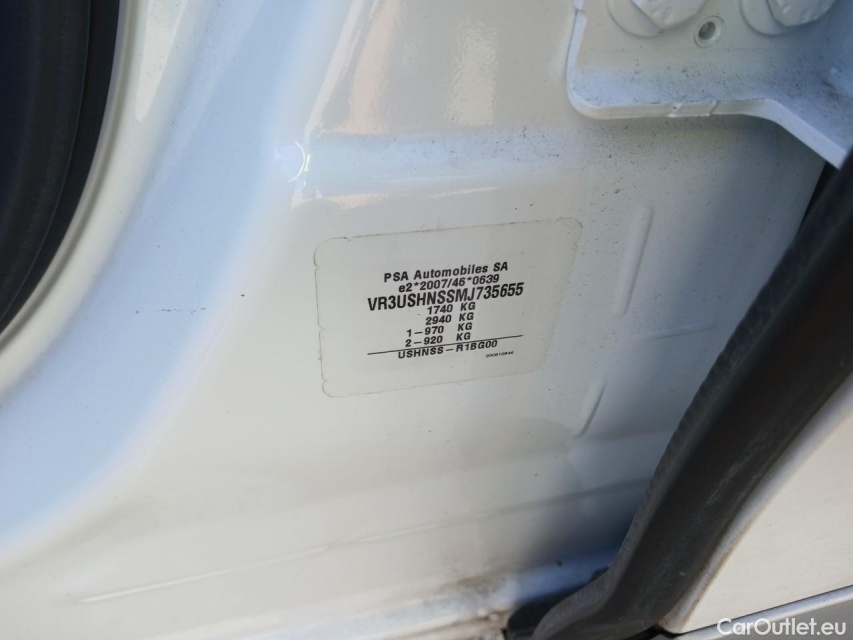 PSA Automobiles SA
e2*2007/46*0639
VR3USHNSSMJ735655
1740 KG
2940 KG
1-970 KG
2-920 KG
USHNSS-R1BG00
CarOutlet.eu